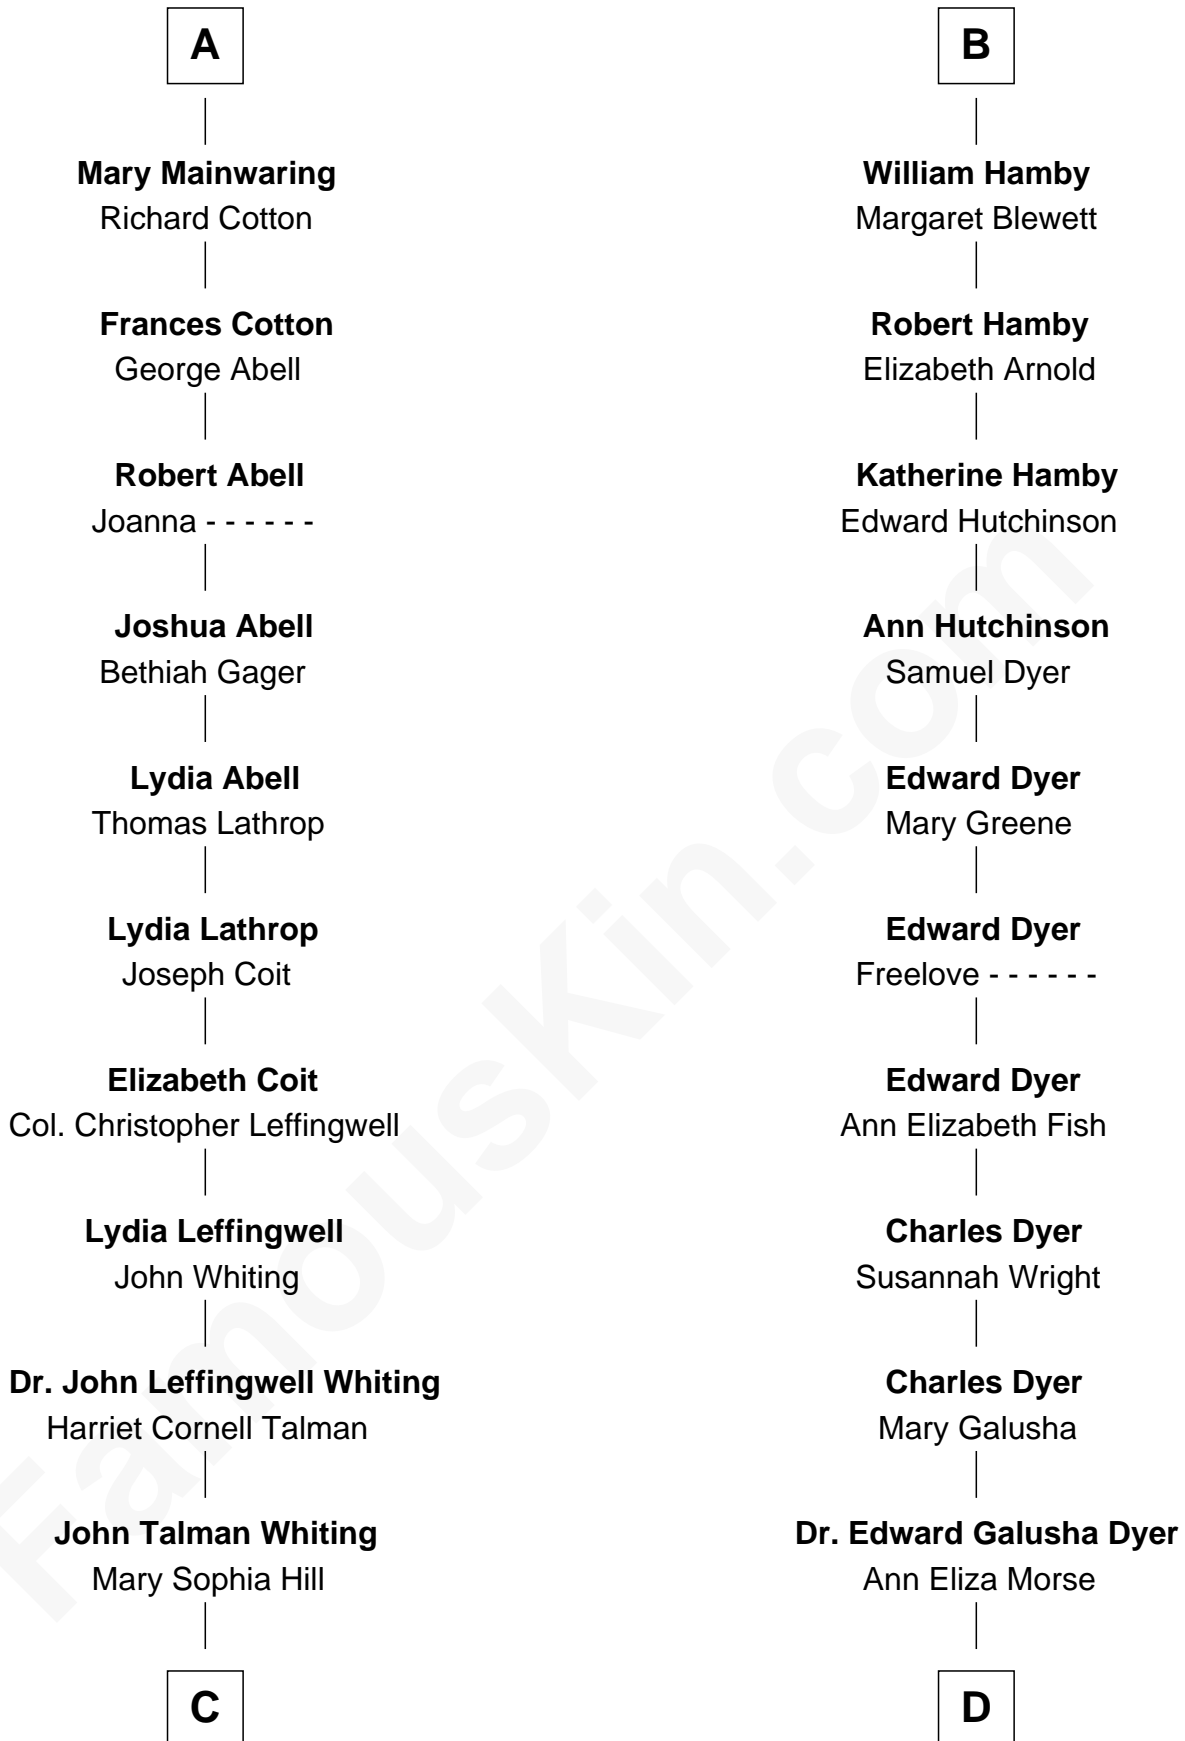 A
Mary Mainwaring
Richard Cotton
Frances Cotton
George Abell
Robert Abell
Joanna - - - - - -
Joshua Abell
Bethiah Gager
Lydia Abell
Thomas Lathrop
Lydia Lathrop
Joseph Coit
Elizabeth Coit
Col. Christopher Leffingwell
Lydia Leffingwell
John Whiting
Dr. John Leffingwell Whiting
Harriet Cornell Talman
John Talman Whiting
Mary Sophia Hill
C
B
William Hamby
Margaret Blewett
Robert Hamby
Elizabeth Arnold
Katherine Hamby
Edward Hutchinson
Ann Hutchinson
Samuel Dyer
Edward Dyer
Mary Greene
Edward Dyer
Freelove - - - - - -
Edward Dyer
Ann Elizabeth Fish
Charles Dyer
Susannah Wright
Charles Dyer
Mary Galusha
Dr. Edward Galusha Dyer
Ann Eliza Morse
D
FamousKin.com